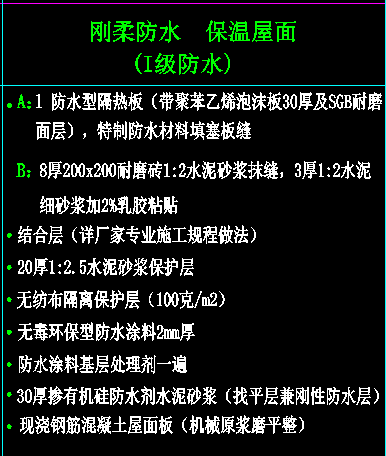 刚柔防水 保温屋面
(I级防水)
A:1 防水型隔热板（带聚苯乙烯泡沫板30厚及SGB耐磨
面层），特制防水材料填塞板缝
B: 8厚200x200耐磨砖1:2水泥砂浆抹缝，3厚1:2水泥
细砂浆加2%乳胶粘贴
结合层（详厂家专业施工规程做法）
20厚1:2.5水泥砂浆保护层
无纺布隔离保护层（100克/m2）
无毒环保型防水涂料2mm厚
防水涂料基层处理剂一遍
30厚掺有机硅防水剂水泥砂浆（找平层兼刚性防水层）
现浇钢筋混凝土屋面板（机械原浆磨平整）